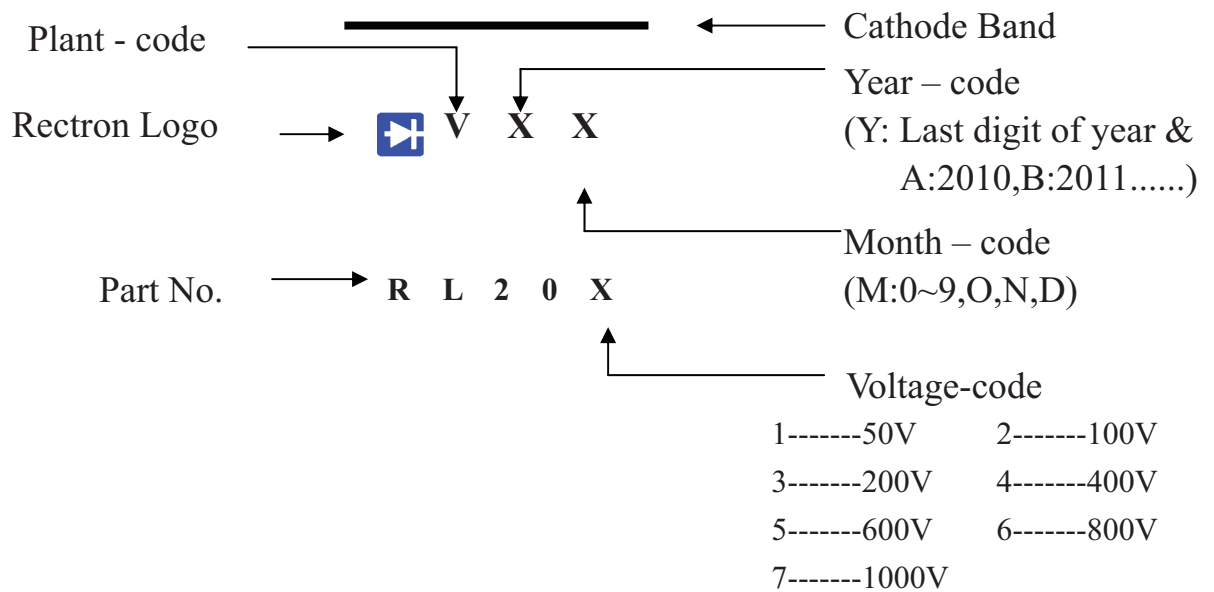 Cathode Band
Plant - code
Year – code
Rectron Logo
V X X
(Y: Last digit of year &
A:2010,B:2011......)
Month – code
Part No.
R L 2 0 X
(M:0~9,O,N,D)
Voltage-code
1-------50V 2-------100V
3-------200V 4-------400V
5-------600V 6-------800V
7-------1000V